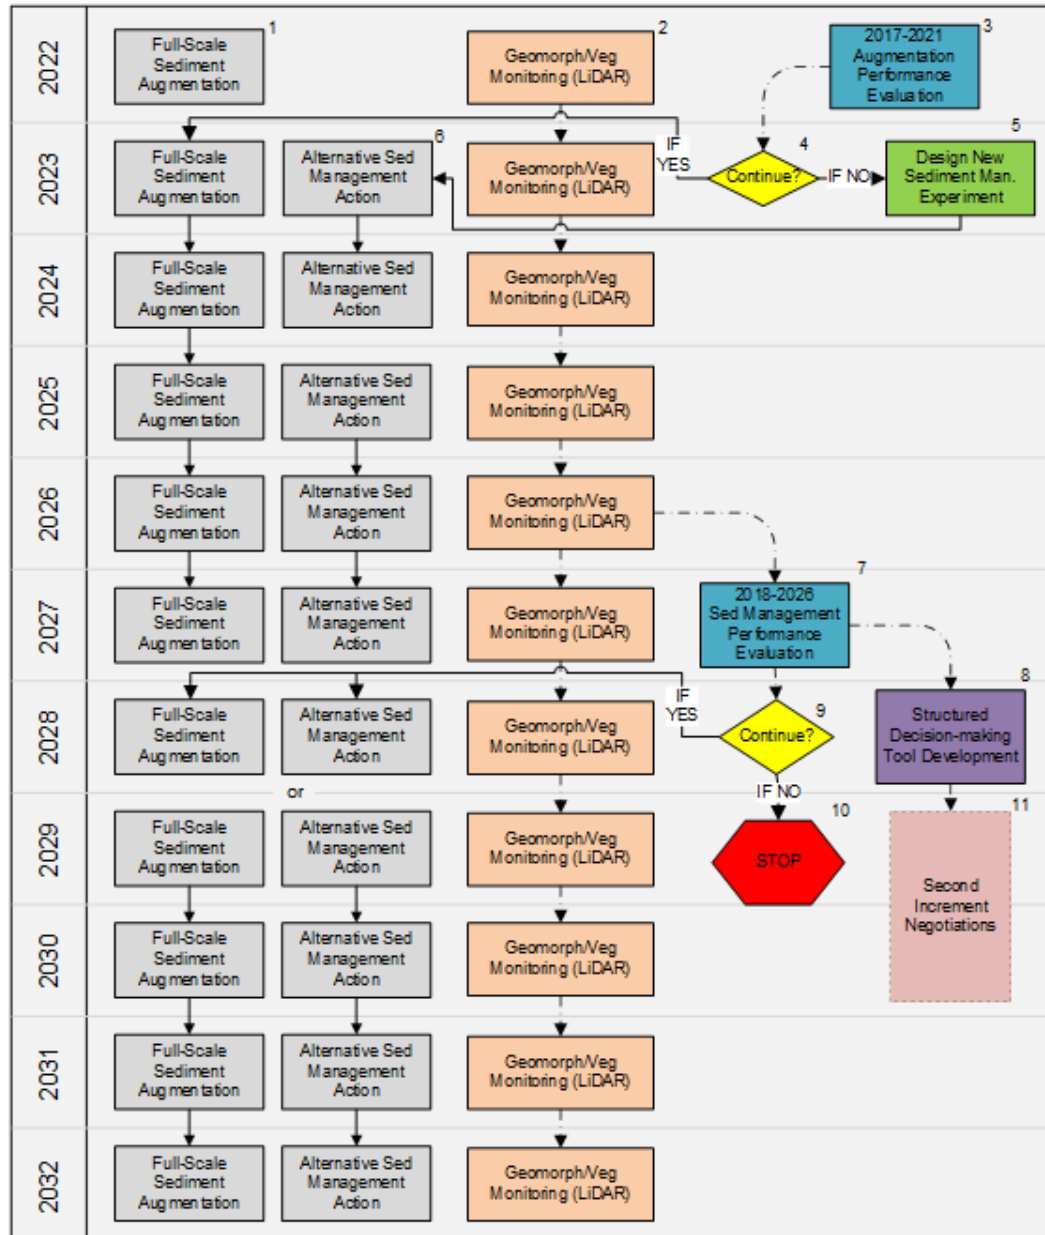 2022
Full-Scale
Sediment
Augmentation
1
Geomorph/Veg
Monitoring (LiDAR)
2
2017-2021
Augmentation
Performance
Evaluation
3
2023
Full-Scale
Sediment
Augmentation
Alternative Sed
Management
Action
6
Geomorph/Veg
Monitoring (LiDAR)
IF
YES
Continue?
4
IF NO
Design New
Sediment Man.
Experiment
5
2024
Full-Scale
Sediment
Augmentation
Alternative Sed
Management
Action
Geomorph/Veg
Monitoring (LiDAR)
2025
Full-Scale
Sediment
Augmentation
Alternative Sed
Management
Action
Geomorph/Veg
Monitoring (LiDAR)
2026
Full-Scale
Sediment
Augmentation
Alternative Sed
Management
Action
Geomorph/Veg
Monitoring (LiDAR)
2027
Full-Scale
Sediment
Augmentation
Alternative Sed
Management
Action
Geomorph/Veg
Monitoring (LiDAR)
7
2018-2026
Sed Management
Performance
Evaluation
2028
Full-Scale
Sediment
Augmentation
Alternative Sed
Management
Action
Geomorph/Veg
Monitoring (LiDAR)
IF
YES
Continue?
9
IF NO
8
Structured
Decision-making
Tool Development
or
2029
Full-Scale
Sediment
Augmentation
Alternative Sed
Management
Action
Geomorph/Veg
Monitoring (LiDAR)
10
STOP
11
Second
Increment
Negotiations
2030
Full-Scale
Sediment
Augmentation
Alternative Sed
Management
Action
Geomorph/Veg
Monitoring (LiDAR)
2031
Full-Scale
Sediment
Augmentation
Alternative Sed
Management
Action
Geomorph/Veg
Monitoring (LiDAR)
2032
Full-Scale
Sediment
Augmentation
Alternative Sed
Management
Action
Geomorph/Veg
Monitoring (LiDAR)